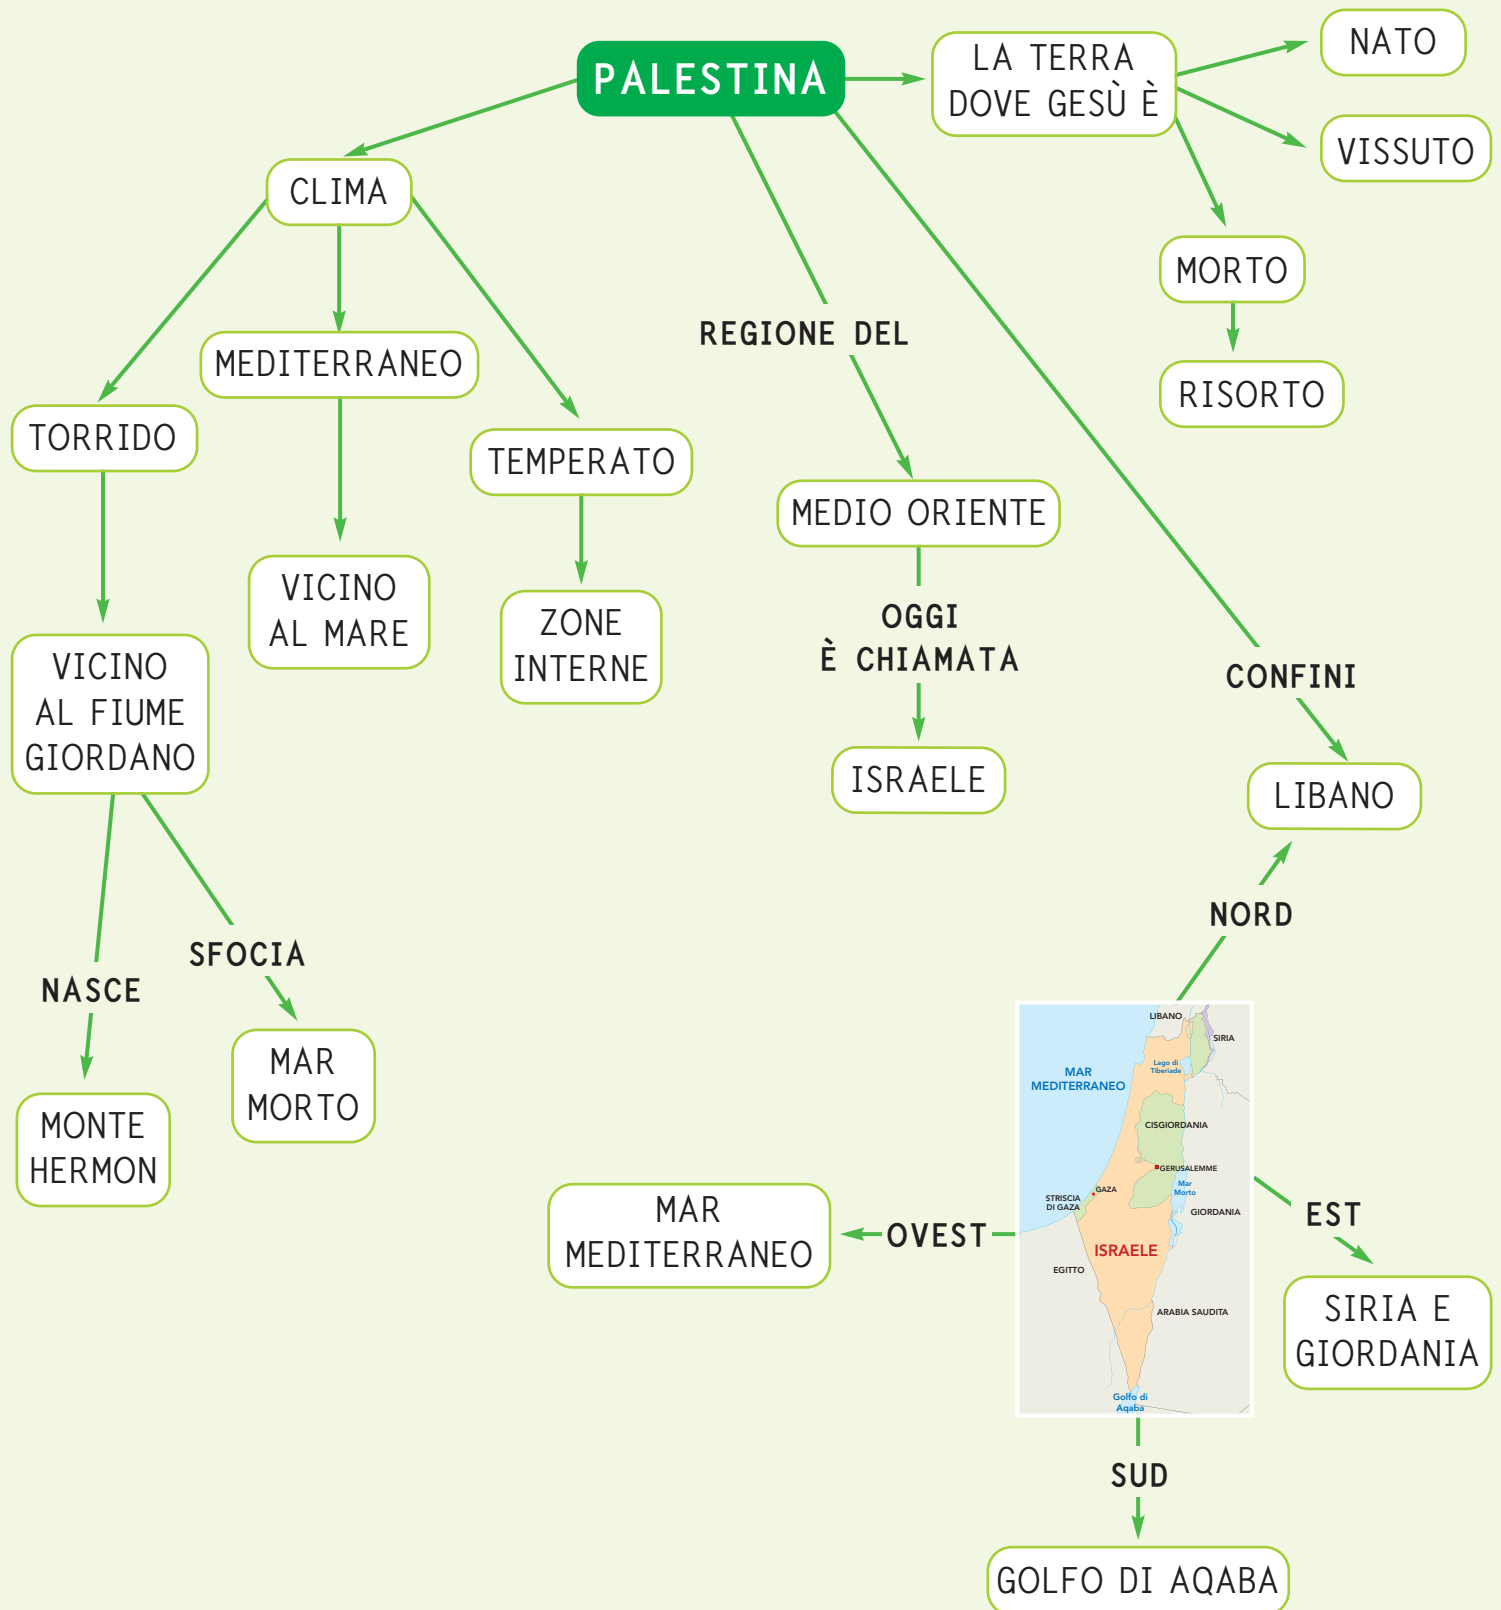 PALESTINA
LA TERRA
DOVE GESÙ È
NATO
VISSUTO
MORTO
RISORTO
CLIMA
TORRIDO
MEDITERRANEO
TEMPERATO
VICINO
AL FIUME
GIORDANO
VICINO
AL MARE
ZONE
INTERNE
NASCE
SFOCIA
MONTE
HERMON
MAR
MORTO
REGIONE DEL
MEDIO ORIENTE
OGGI
È CHIAMATA
ISRAELE
CONFINI
LIBANO
NORD
LIBANO
SIRIA
Lago di
Tiberiade
MAR
MEDITERRANEO
CISGIORDANIA
GERUSALEMME
GAZA
STRISCIA
DI GAZA
Mar
Morto
GIORDANIA
ISRAELE
EGITTO
ARABIA SAUDITA
Golfo di
Aqaba
OVEST
MAR
MEDITERRANEO
EST
SIRIA E
GIORDANIA
SUD
GOLFO DI AQABA